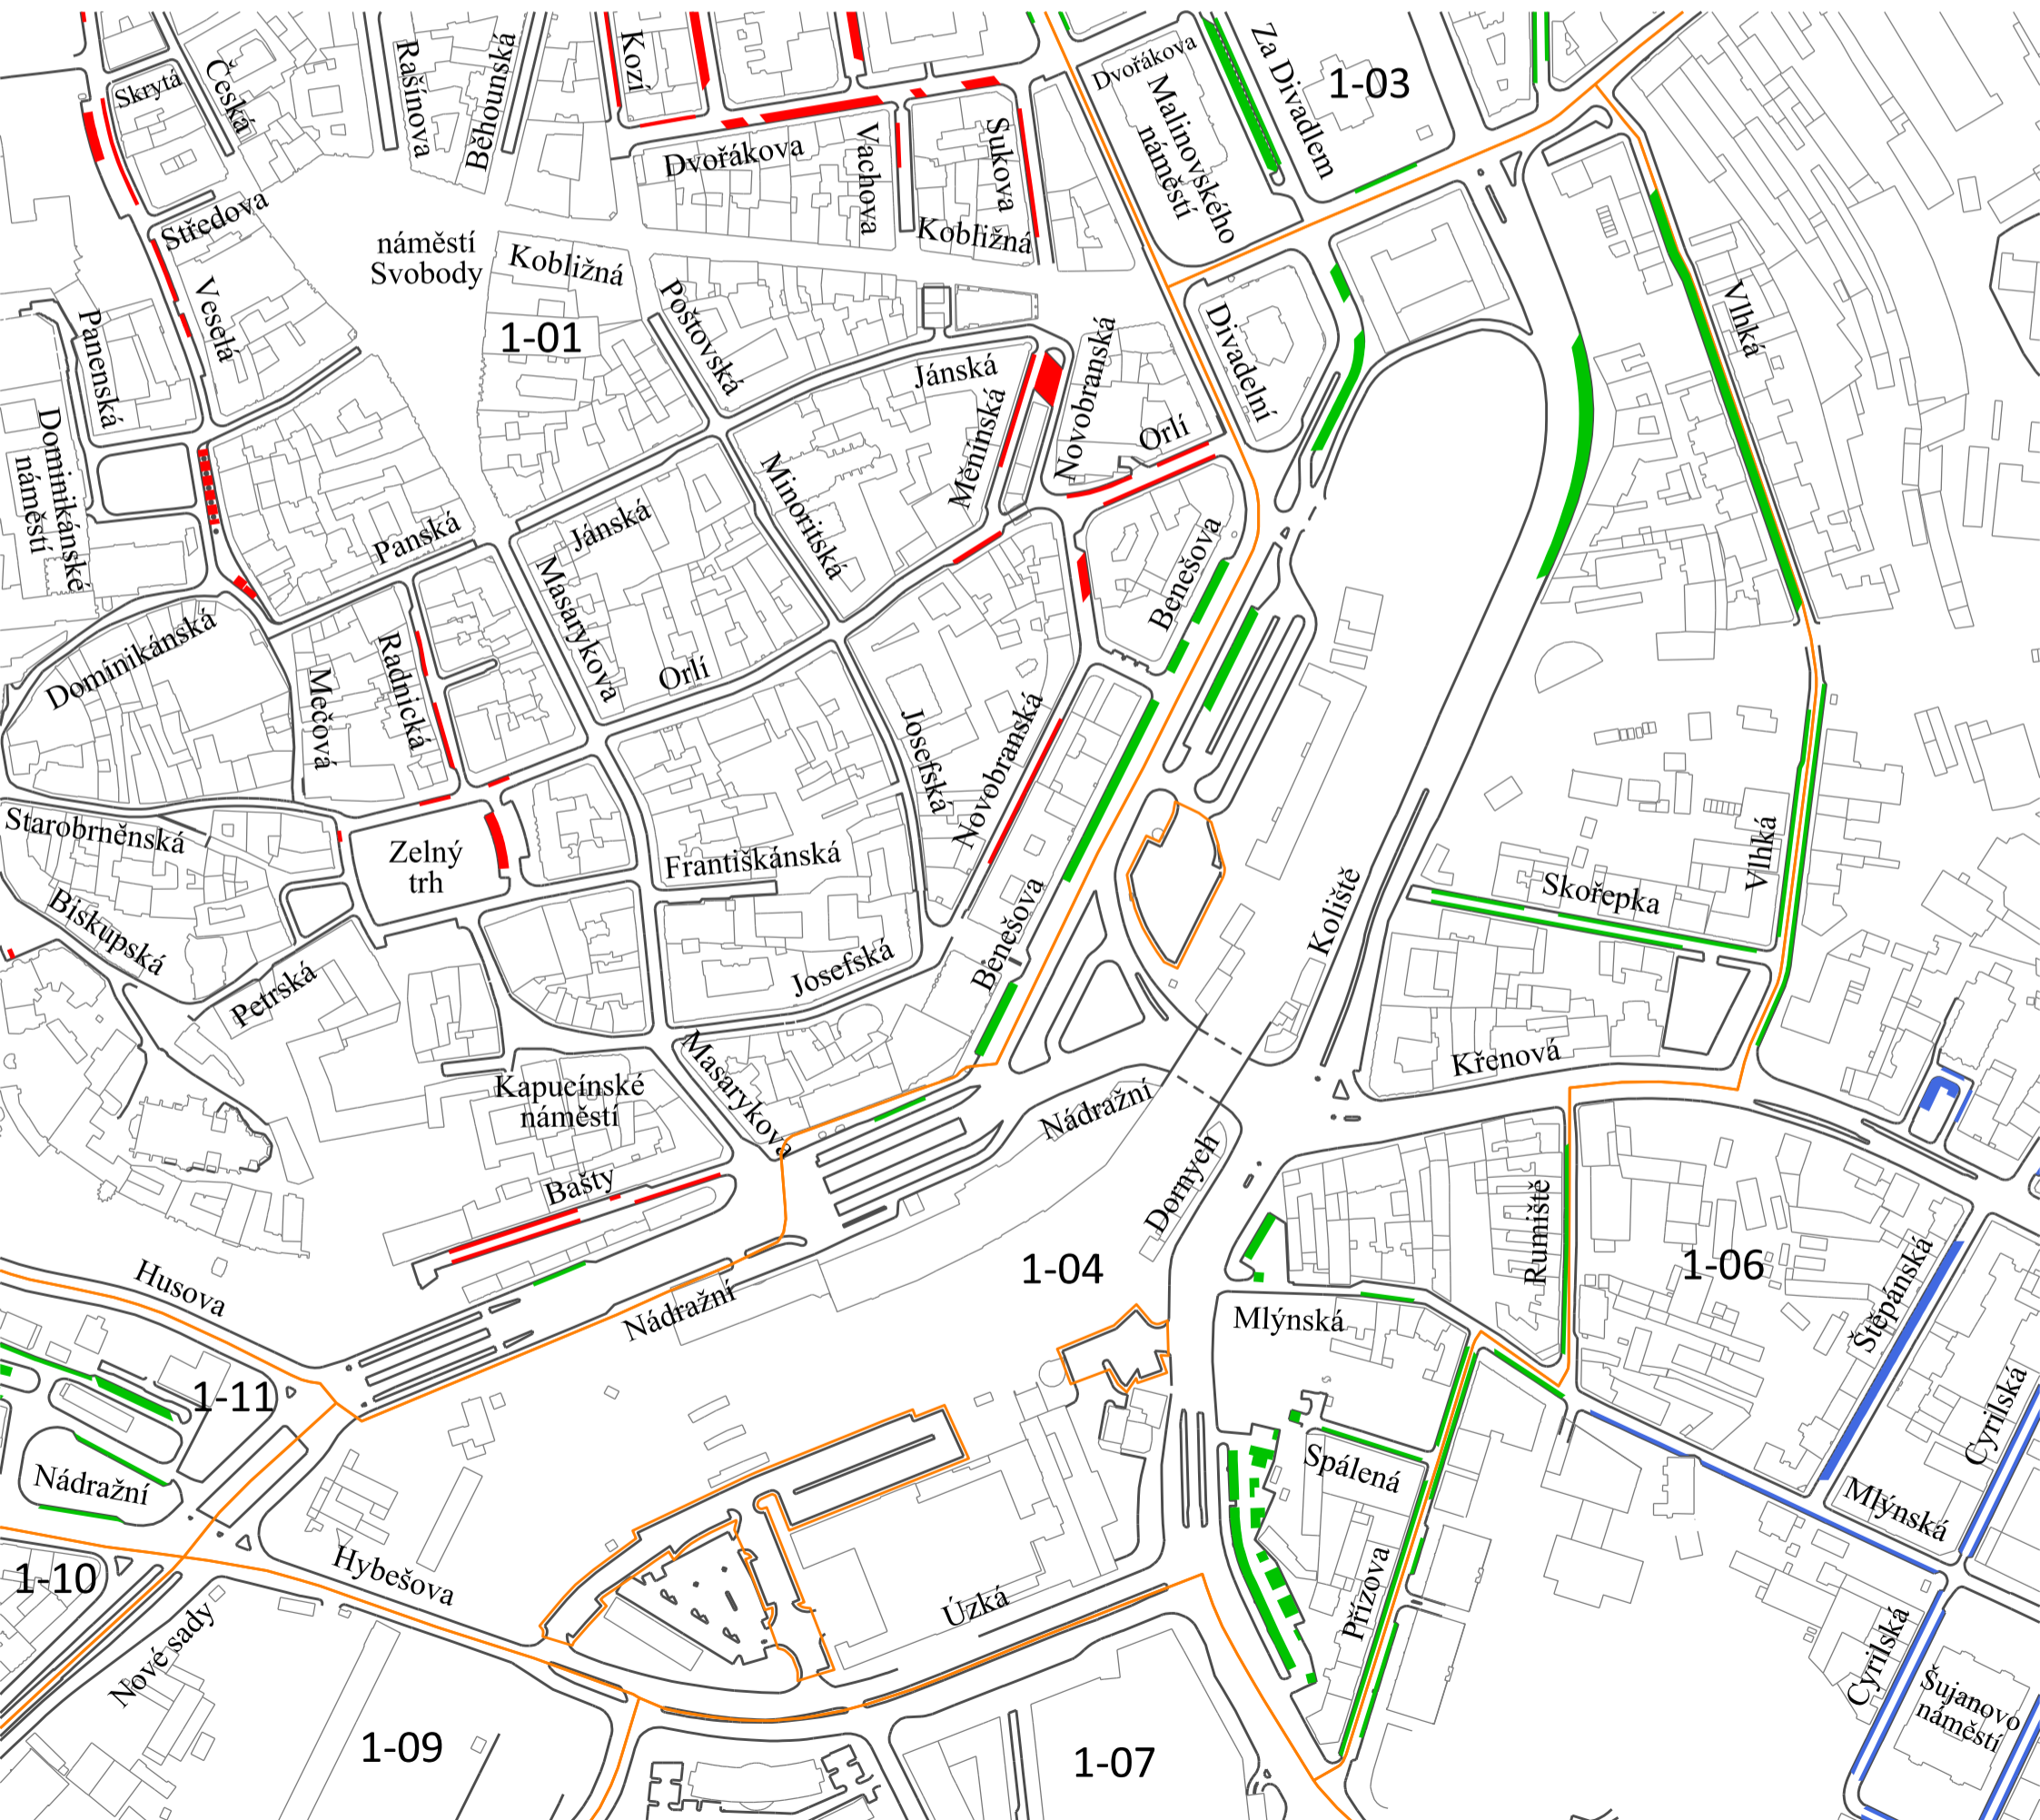 Skrytá
Česká
Rašínova
Běhounská
Kozí
Dvořákova
Vachova
Sukova
Dvořákova
Malinovského
náměstí
Za Divadlem
1-03
Středova
náměstí
Svobody
Kobližná
Kobližná
Veselá
Panenská
1-01
Poštovská
Jánská
Novobranská
Divadelní
Vlhká
Dominikánské
náměstí
Měnínská
Orlí
Panská
Jánská
Minoritská
Masarykova
Benešova
Dominikánská
Mečová
Radnická
Orlí
Josefská
Novobranská
Starobrněnská
Zelný
trh
Františkánská
Vlhká
Skořepka
Koliště
Biskupská
Petrská
Josefská
Benešova
Křenová
Masarykova
Kapucínské
náměstí
Nádražní
Dornych
Bašty
Rumiště
Husova
Nádražní
1-04
Mlýnská
1-06
Štěpánská
Cyrilská
1-11
Nádražní
Spálená
Mlýnská
Hybešova
1-10
Nové sady
Úzká
Přízova
Cyrilská
Šujanovo
náměstí
1-09
1-07